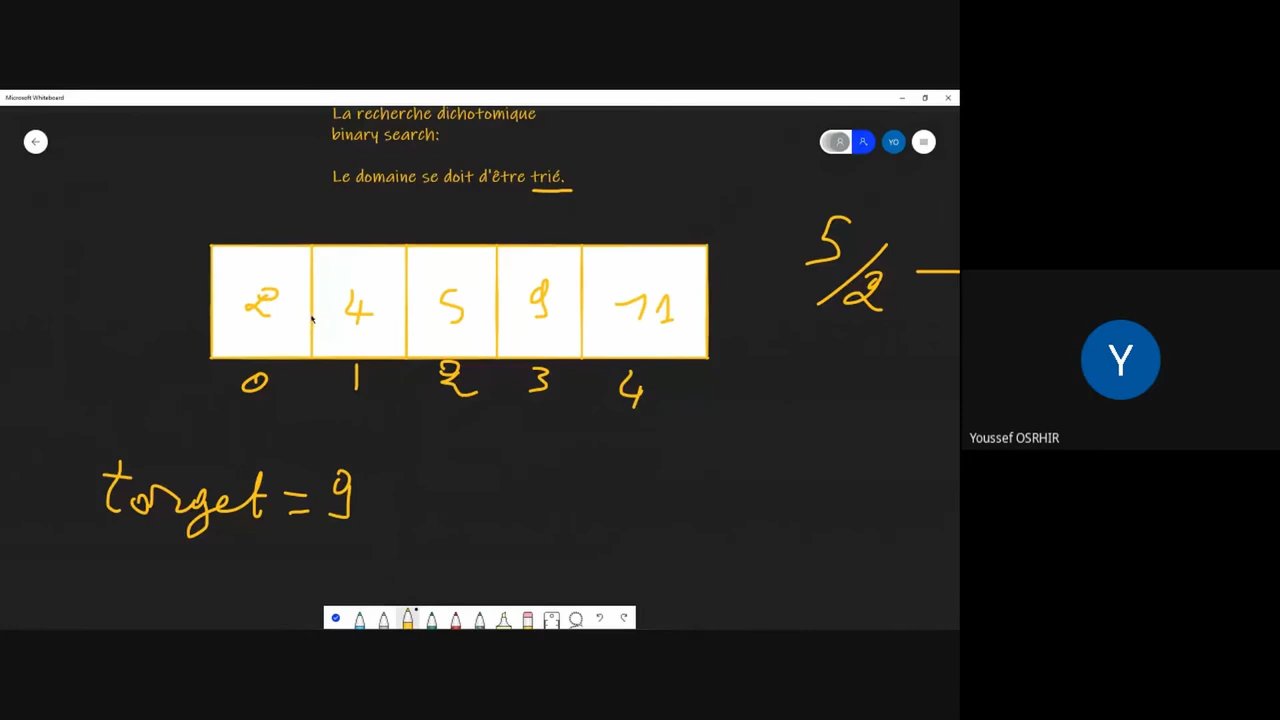 Microsoft Whiteboard
La recherche dichotomique
binary search:
YO
Le domaine se doit d'être trié.
5/2 —
2 4 5 9 11
0 1 2 3 4
Y
Youssef OSRHIR
target = 9